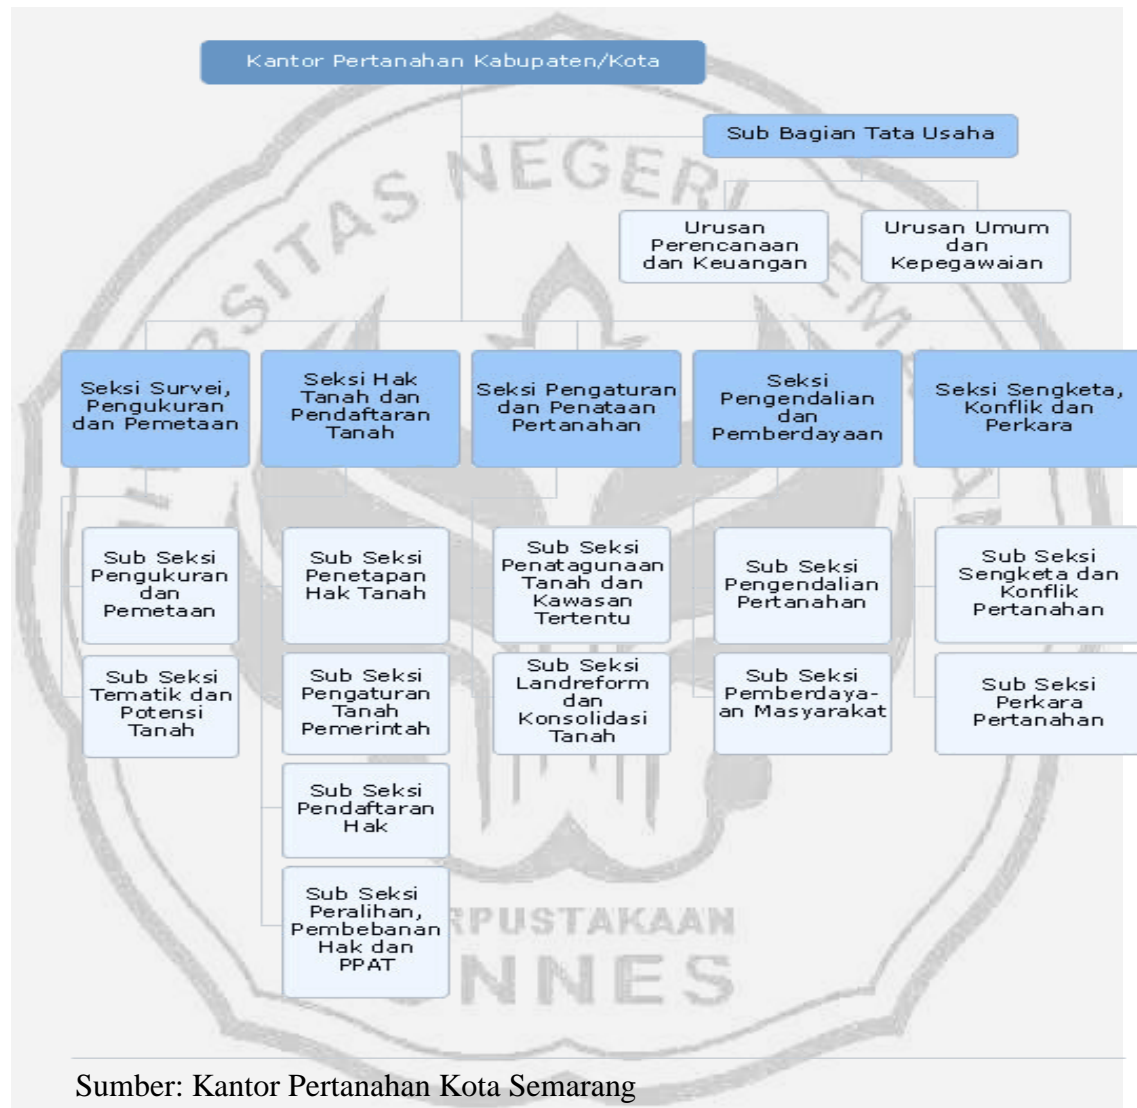 Kantor Pertanahan Kabupaten/Kota
Sub Bagian Tata Usaha
Urusan
Perencanaan
dan Keuangan
Urusan Umum
dan
Kepegawaian
Seksi Survei,
Pengukuran
dan Pemetaan
Seksi Hak
Tanah dan
Pendaftaran
Tanah
Seksi Pengaturan
dan Penataan
Pertanahan
Seksi
Pengendalian
dan
Pemberdayaan
Seksi Sengketa,
Konflik dan
Perkara
Sub Seksi
Pengukuran
dan
Pemetaan
Sub Seksi
Penetapan
Hak Tanah
Sub Seksi
Penatagunaan
Tanah dan
Kawasan
Tertentu
Sub Seksi
Pengendalian
Pertanahan
Sub Seksi
Sengketa dan
Konflik
Pertanahan
Sub Seksi
Tematik dan
Potensi
Tanah
Sub Seksi
Pengaturan
Tanah
Pemerintah
Sub Seksi
Landreform
dan
Konsolidasi
Tanah
Sub Seksi
Pemberdaya-
an Masyarakat
Sub Seksi
Perkara
Pertanahan
Sub Seksi
Pendaftaran
Hak
Sub Seksi
Peralihan,
Pembebanan
Hak dan
PPAT
NEGERI
UNNES
Sumber: Kantor Pertanahan Kota Semarang